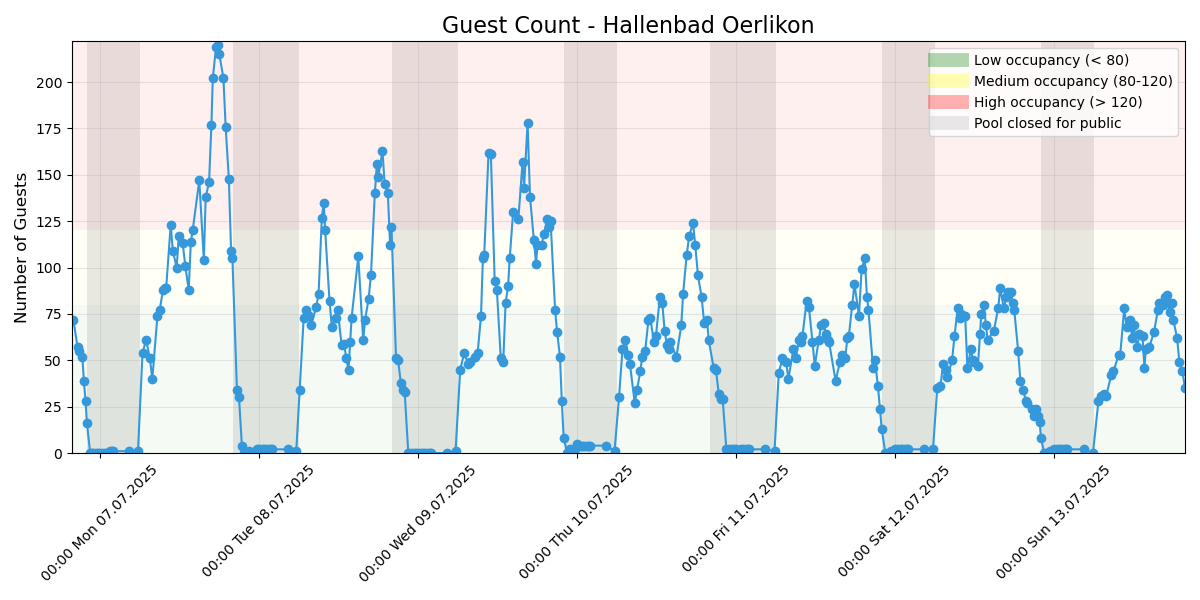 Guest Count - Hallenbad Oerlikon
Number of Guests
200
175
150
125
100
75
50
25
0
Low occupancy (< 80)
Medium occupancy (80-120)
High occupancy (> 120)
Pool closed for public
00:00 Mon 07.07.2025
00:00 Tue 08.07.2025
00:00 Wed 09.07.2025
00:00 Thu 10.07.2025
00:00 Fri 11.07.2025
00:00 Sat 12.07.2025
00:00 Sun 13.07.2025